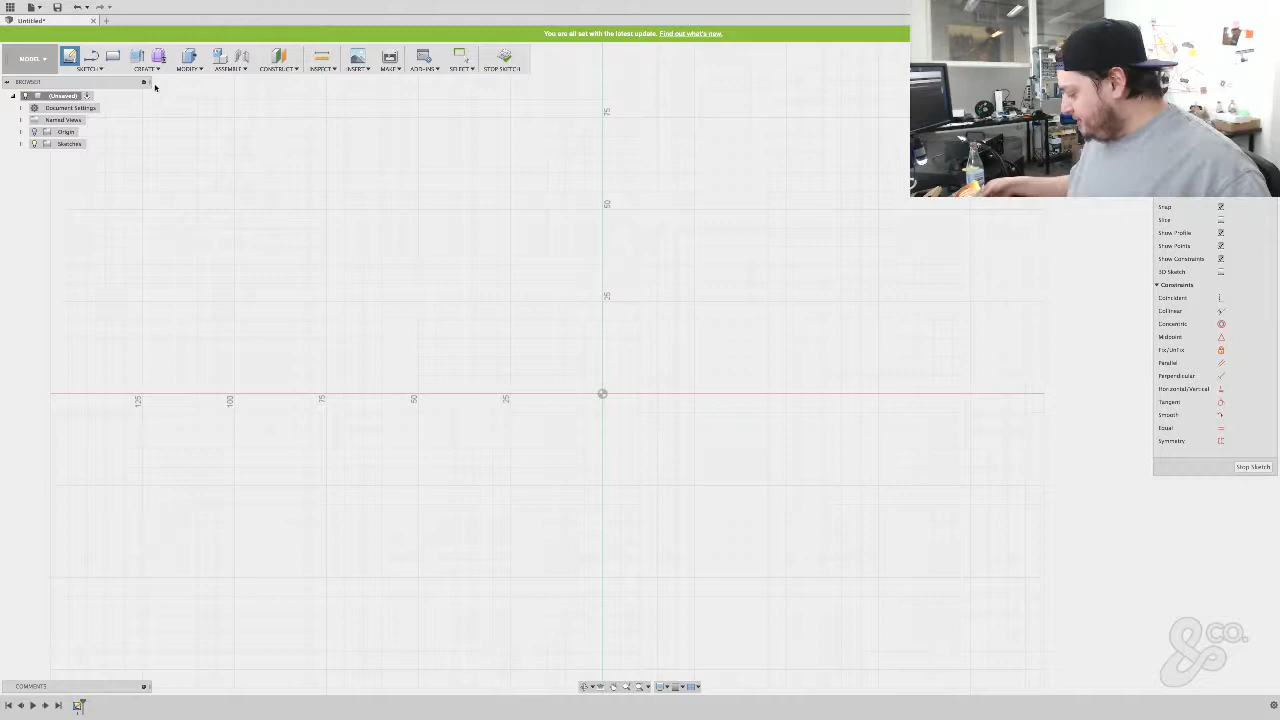 Untitled*
You are all set with the latest update. Find out what's new.
MODEL
SKETCH
CREATE
MODIFY
ASSEMBLE
CONSTRUCT
INSPECT
INSERT
MAKE
ADD-INS
SELECT
STOP SKETCH
BROWSER
(Unsaved)
Document Settings
Named Views
Origin
Sketches
75
50
25
125
100
75
50
25
Snap
Slice
Show Profile
Show Points
Show Constraints
3D Sketch
Constraints
Coincident
Collinear
Concentric
Midpoint
Fix/UnFix
Parallel
Perpendicular
Horizontal/Vertical
Tangent
Smooth
Equal
Symmetry
Stop Sketch
&CO.
COMMENTS